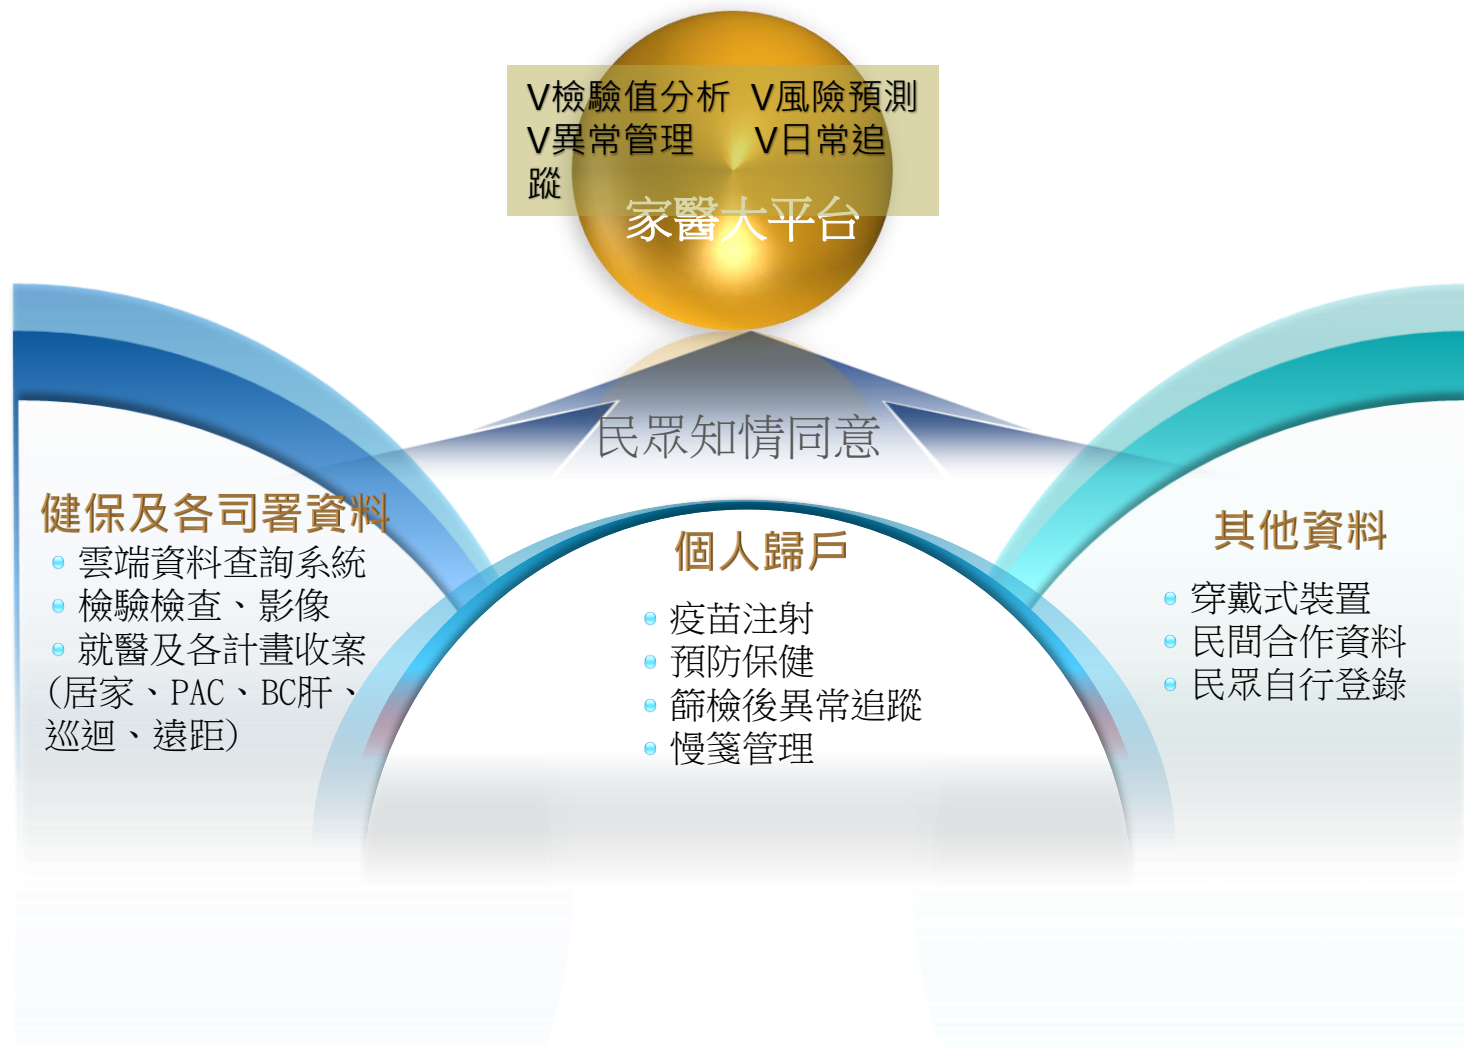 V檢驗值分析 V風險預測
V異常管理 V日常追
蹤
家醫大平台
民眾知情同意
健保及各司署資料
雲端資料查詢系統
檢驗檢查、影像
就醫及各計畫收案
(居家、PAC、BC肝、
巡迴、遠距)
個人歸戶
疫苗注射
預防保健
篩檢後異常追蹤
慢箋管理
其他資料
穿戴式裝置
民間合作資料
民眾自行登錄